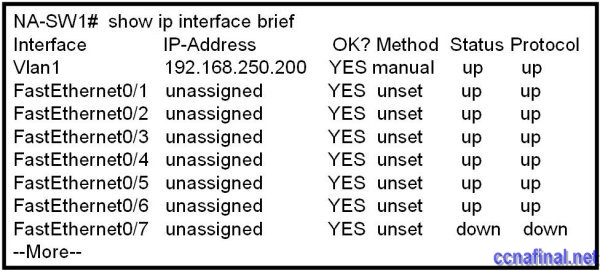 NA-SW1# show ip interface brief
Interface IP-Address OK? Method Status Protocol
Vlan1 192.168.250.200 YES manual up up
FastEthernet0/1 unassigned YES unset up up
FastEthernet0/2 unassigned YES unset up up
FastEthernet0/3 unassigned YES unset up up
FastEthernet0/4 unassigned YES unset up up
FastEthernet0/5 unassigned YES unset up up
FastEthernet0/6 unassigned YES unset up up
FastEthernet0/7 unassigned YES unset down down
--More--
ccnafinal.net